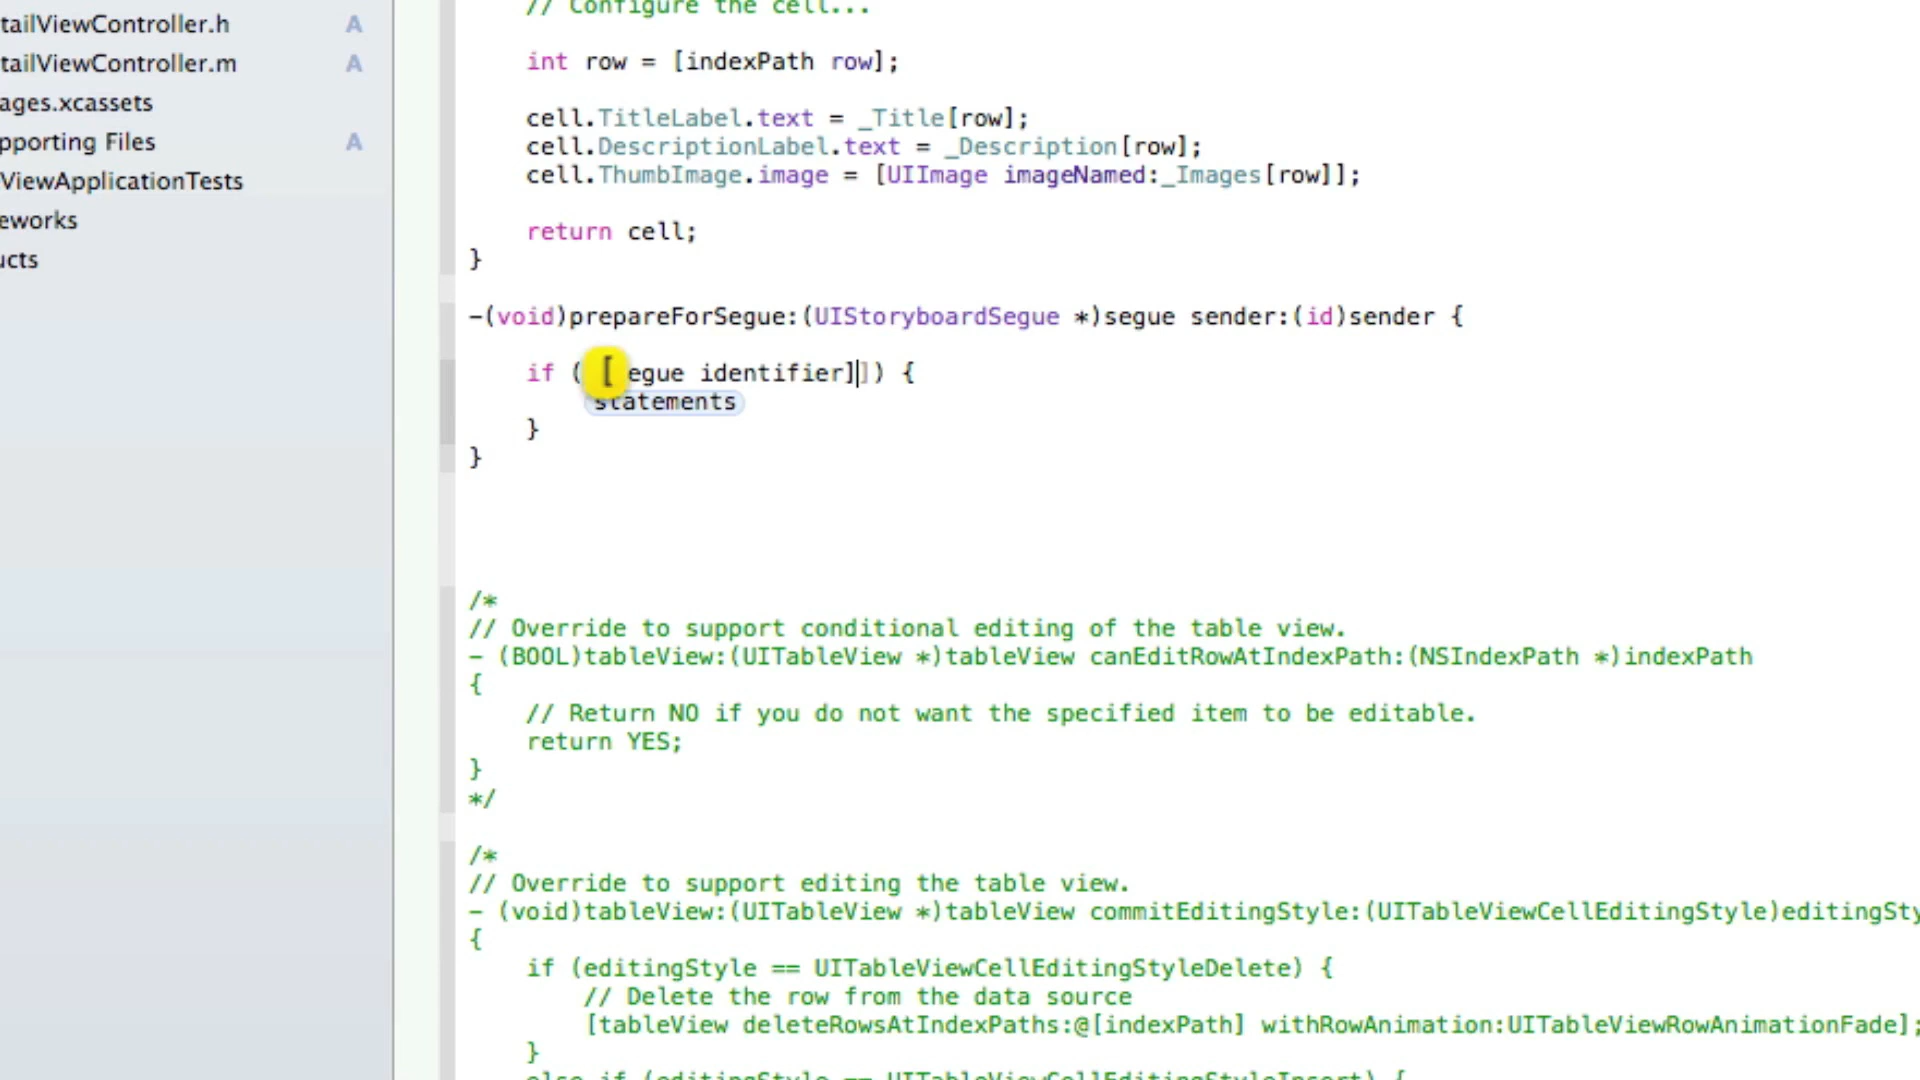 // Configure the cell...
tailViewController.h A
tailViewController.m A
ages.xcassets
pporting Files A
ViewApplicationTests
eworks
ucts
int row = [indexPath row];
cell.TitleLabel.text = _Title[row];
cell.DescriptionLabel.text = _Description[row];
cell.ThumbImage.image = [UIImage imageNamed:_Images[row]];
return cell;
}
-(void)prepareForSegue:(UIStoryboardSegue *)segue sender:(id)sender {
if ( [ egue identifier]]) {
statements
}
}
/*
// Override to support conditional editing of the table view.
- (BOOL)tableView:(UITableView *)tableView canEditRowAtIndexPath:(NSIndexPath *)indexPath
{
// Return NO if you do not want the specified item to be editable.
return YES;
}
*/
/*
// Override to support editing the table view.
- (void)tableView:(UITableView *)tableView commitEditingStyle:(UITableViewCellEditingStyle)editingSty
{
if (editingStyle == UITableViewCellEditingStyleDelete) {
// Delete the row from the data source
[tableView deleteRowsAtIndexPaths:@[indexPath] withRowAnimation:UITableViewRowAnimationFade];
}
else if (editingStyle == UITableViewCellEditingStyleInsert) {